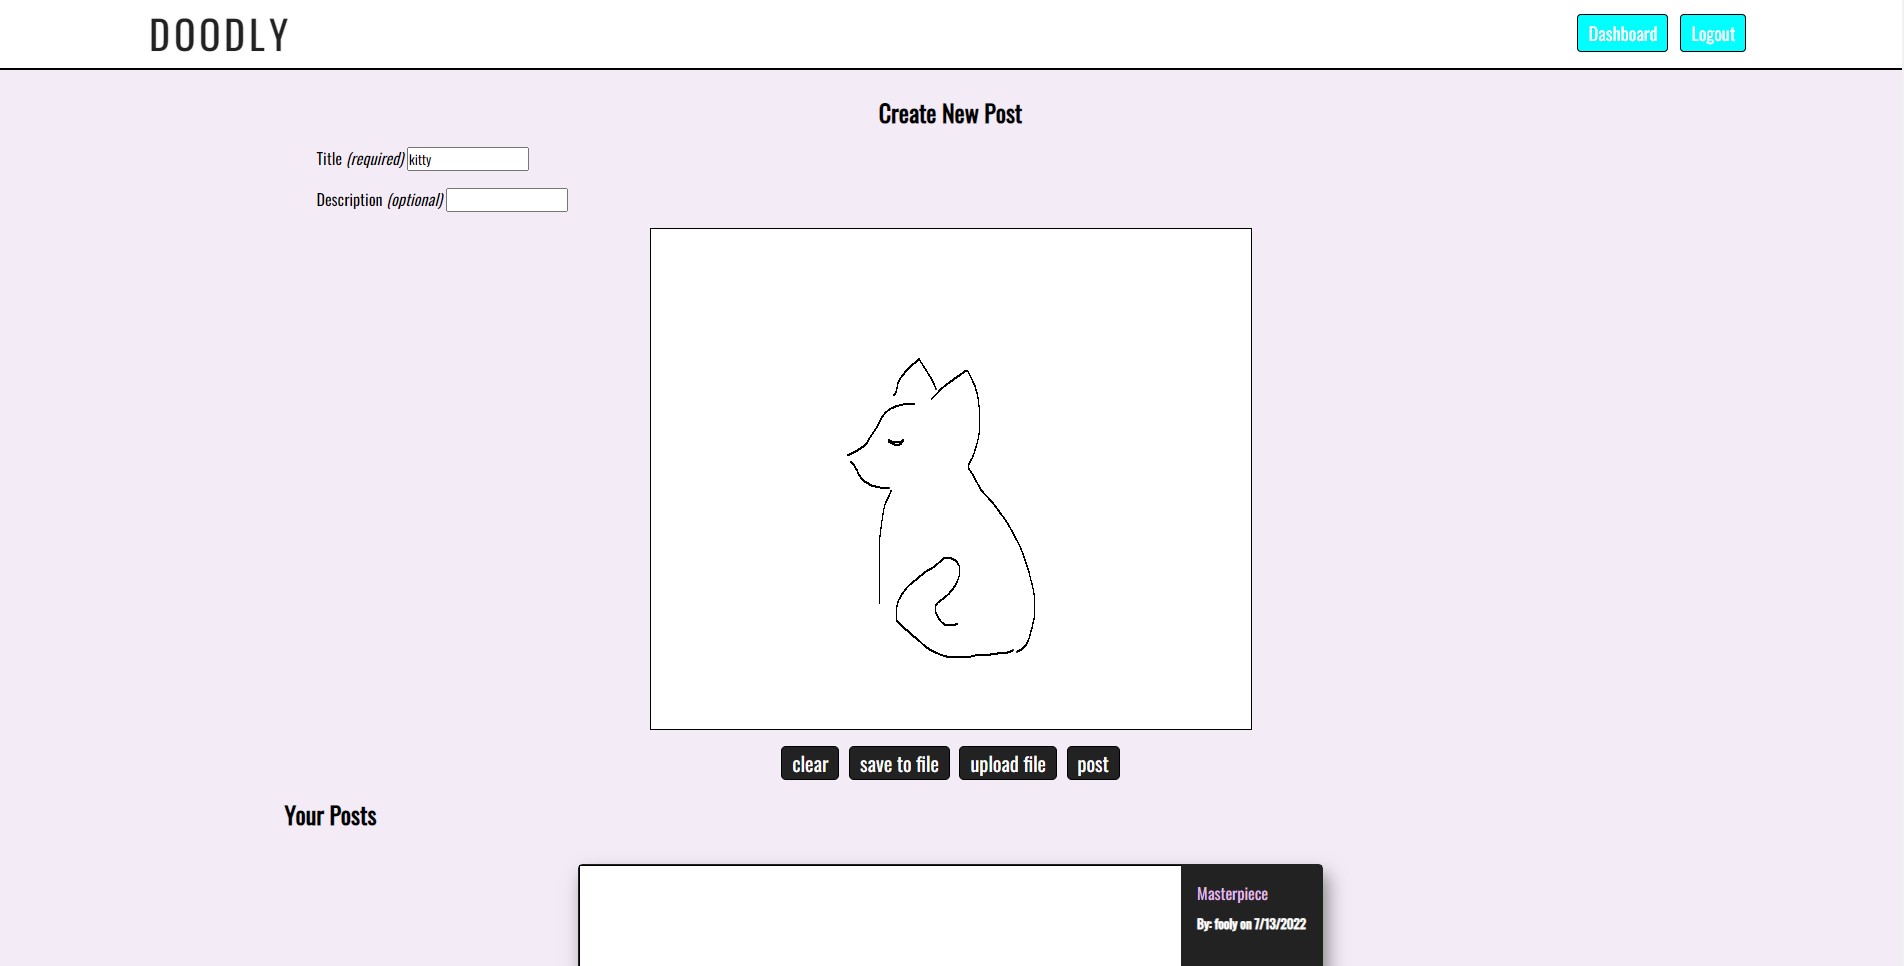 DOODLY
Dashboard
Logout
Create New Post
Title (required) kitty
Description (optional)
clear
save to file
upload file
post
Your Posts
Masterpiece
By: fooly on 7/13/2022